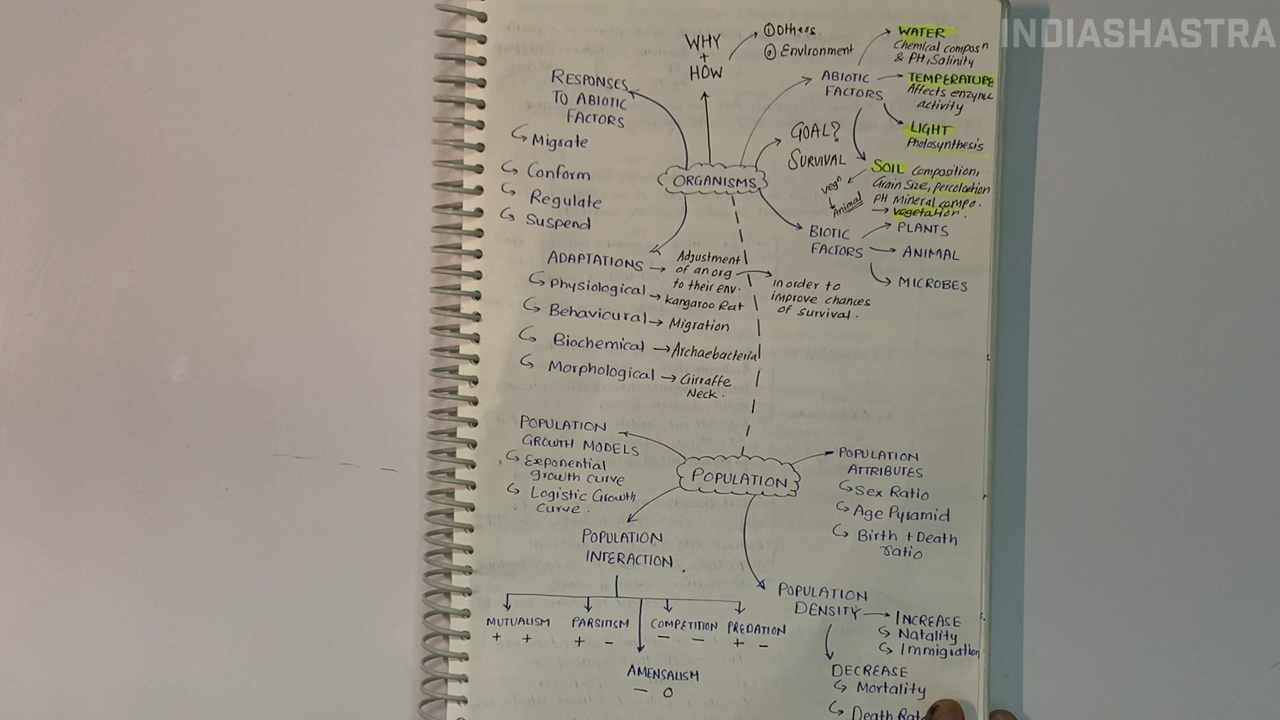 INDIASHASTRA
WHY
+
HOW
① Others
② Environment
RESPONSES
TO ABIOTIC
FACTORS
Migrate
Conform
Regulate
Suspend
ORGANISMS
GOAL?
SURVIVAL
ABIOTIC
FACTORS
WATER
Chemical composn
& PH, Salinity
TEMPERATURE
Affects enzyme
activity
LIGHT
Photosynthesis
SOIL Composition,
Grain Size, percolation
PH Mineral compo.
→ vegetation.
vegn
Animal
BIOTIC
FACTORS
PLANTS
ANIMAL
MICROBES
ADAPTATIONS → Adjustment
of an org
to their env.
in order to
improve chances
of survival.
Physiological → kangaroo Rat
Behavioural → Migration
Biochemical → Archaebacteria
Morphological → Girraffe
Neck.
POPULATION
GROWTH MODELS
Exponential
growth curve
Logistic Growth
curve.
POPULATION
POPULATION
ATTRIBUTES
Sex Ratio
Age Pyramid
Birth + Death
ratio
POPULATION
INTERACTION
MUTUALISM
+ +
PARSITISM
+ −
COMPETITION
− −
PREDATION
+ −
AMENSALISM
− 0
POPULATION
DENSITY → INCREASE
Natality
Immigration
DECREASE
Mortality
Death Rate